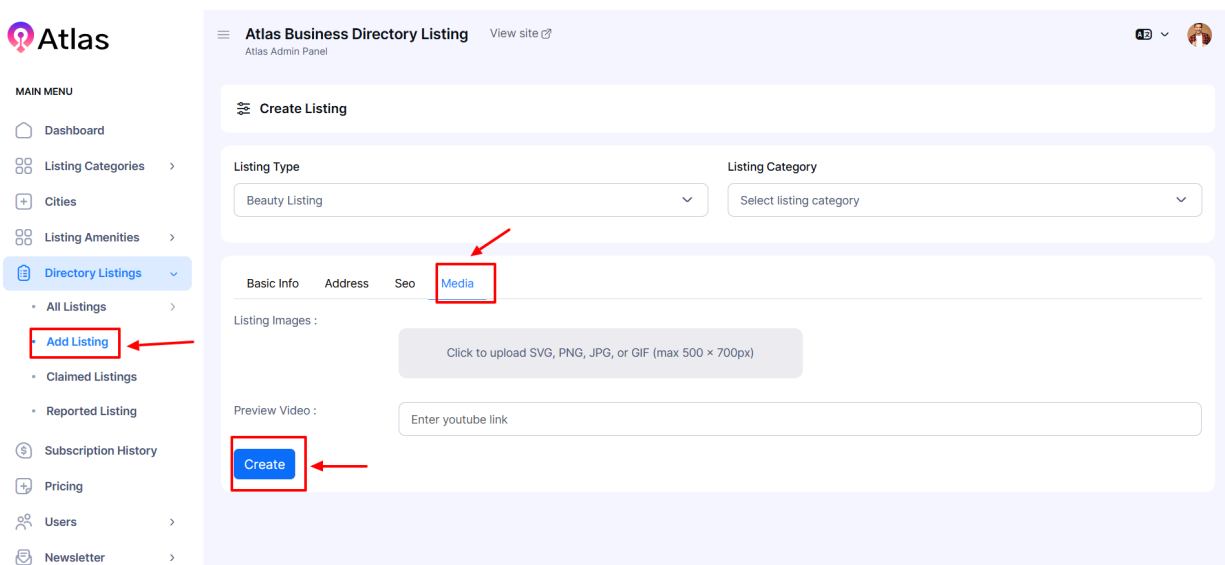 Atlas
MAIN MENU
Dashboard
Listing Categories
Cities
Listing Amenities
Directory Listings
All Listings
Add Listing
Claimed Listings
Reported Listing
Subscription History
Pricing
Users
Newsletter
Atlas Business Directory Listing View site
Atlas Admin Panel
Create Listing
Listing Type Listing Category
Beauty Listing Select listing category
Basic Info Address Seo Media
Listing Images :
Click to upload SVG, PNG, JPG, or GIF (max 500 × 700px)
Preview Video :
Enter youtube link
Create